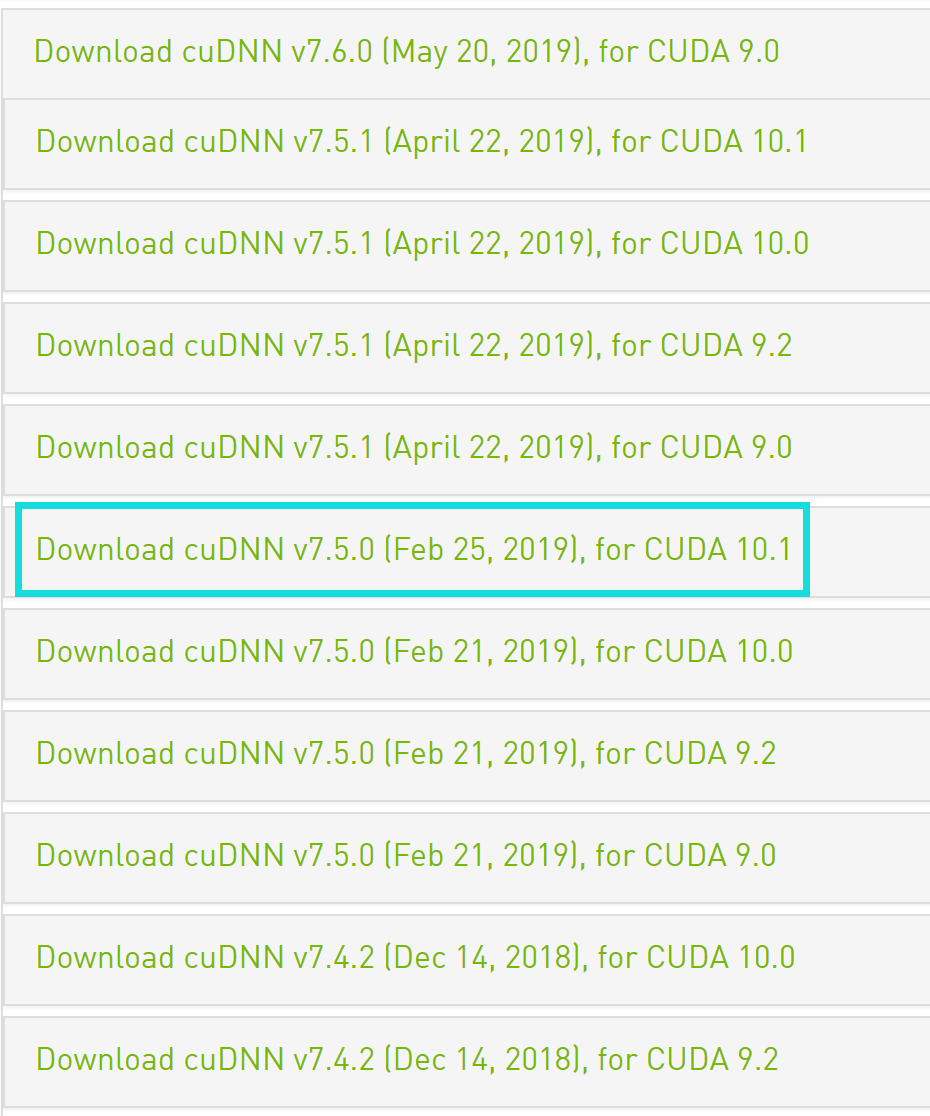 Download cuDNN v7.6.0 (May 20, 2019), for CUDA 9.0
Download cuDNN v7.5.1 (April 22, 2019), for CUDA 10.1
Download cuDNN v7.5.1 (April 22, 2019), for CUDA 10.0
Download cuDNN v7.5.1 (April 22, 2019), for CUDA 9.2
Download cuDNN v7.5.1 (April 22, 2019), for CUDA 9.0
Download cuDNN v7.5.0 (Feb 25, 2019), for CUDA 10.1
Download cuDNN v7.5.0 (Feb 21, 2019), for CUDA 10.0
Download cuDNN v7.5.0 (Feb 21, 2019), for CUDA 9.2
Download cuDNN v7.5.0 (Feb 21, 2019), for CUDA 9.0
Download cuDNN v7.4.2 (Dec 14, 2018), for CUDA 10.0
Download cuDNN v7.4.2 (Dec 14, 2018), for CUDA 9.2